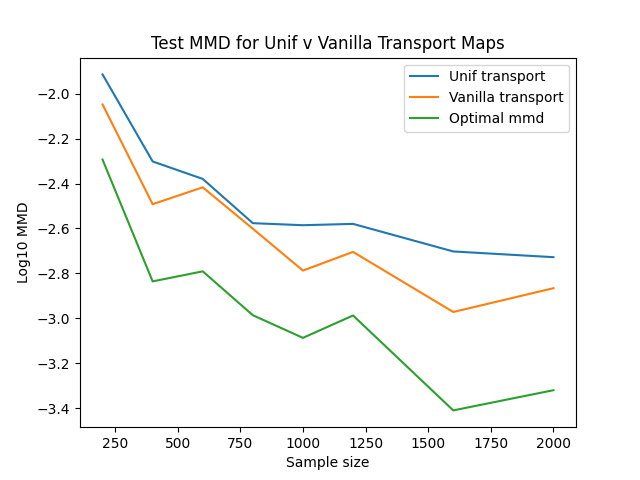 Test MMD for Unif v Vanilla Transport Maps
Unif transport
Vanilla transport
Optimal mmd
Log10 MMD
−2.0
−2.2
−2.4
−2.6
−2.8
−3.0
−3.2
−3.4
250 500 750 1000 1250 1500 1750 2000
Sample size